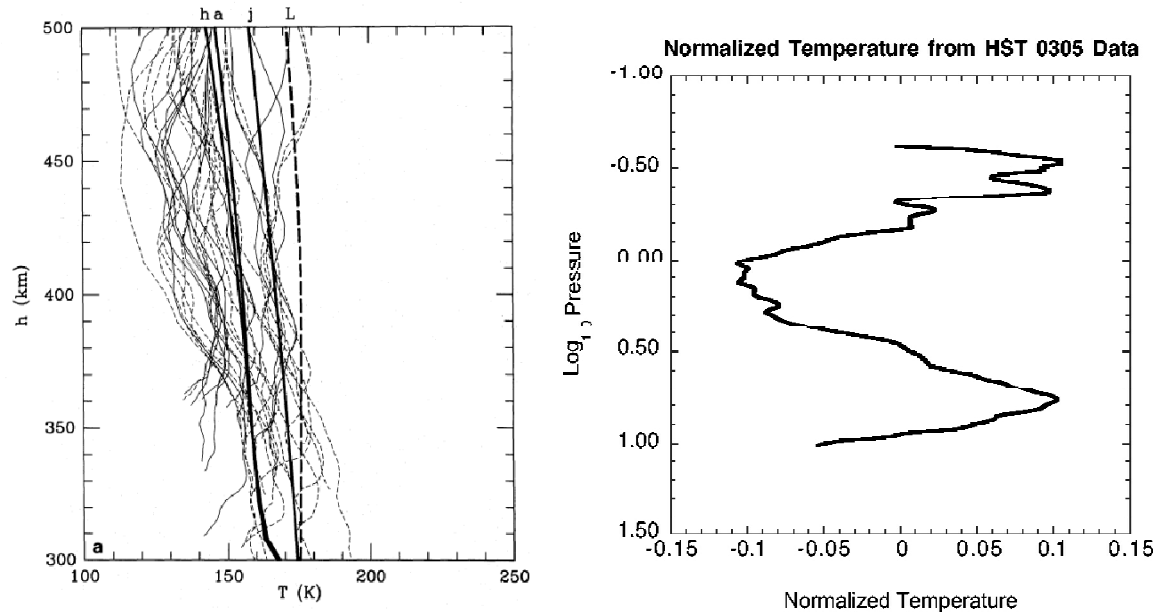 h a j L
500
450
400
350
300
h (km)
a
100 150 200 250
T (K)
Normalized Temperature from HST 0305 Data
-1.00
-0.50
0 00
0.50
1.00
1.50
Log₁₀ Pressure
-0.15 -0.1 -0.05 0 0.05 0.1 0.15
Normalized Temperature